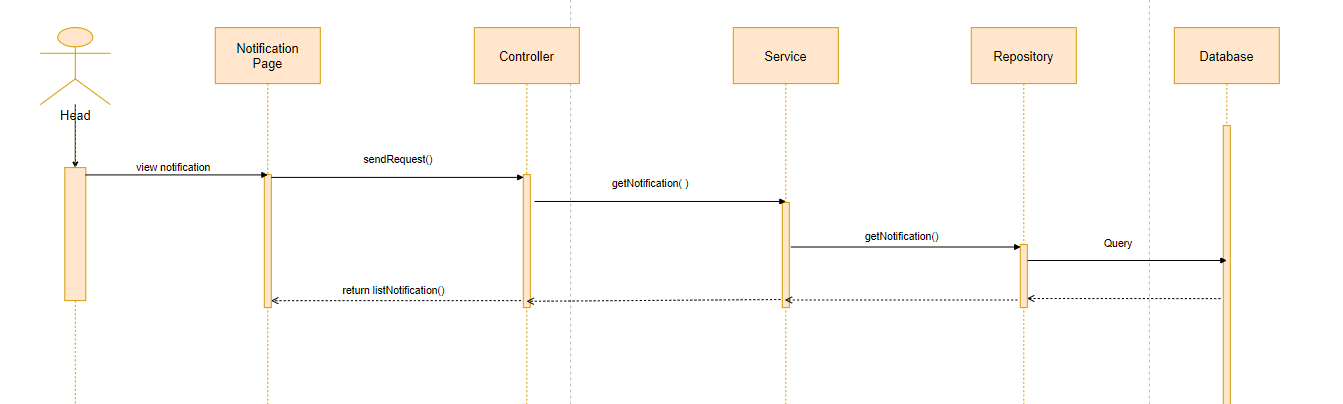 Notification
Page
Controller
Service
Repository
Database
Head
view notification
sendRequest()
getNotification( )
getNotification()
Query
return listNotification()